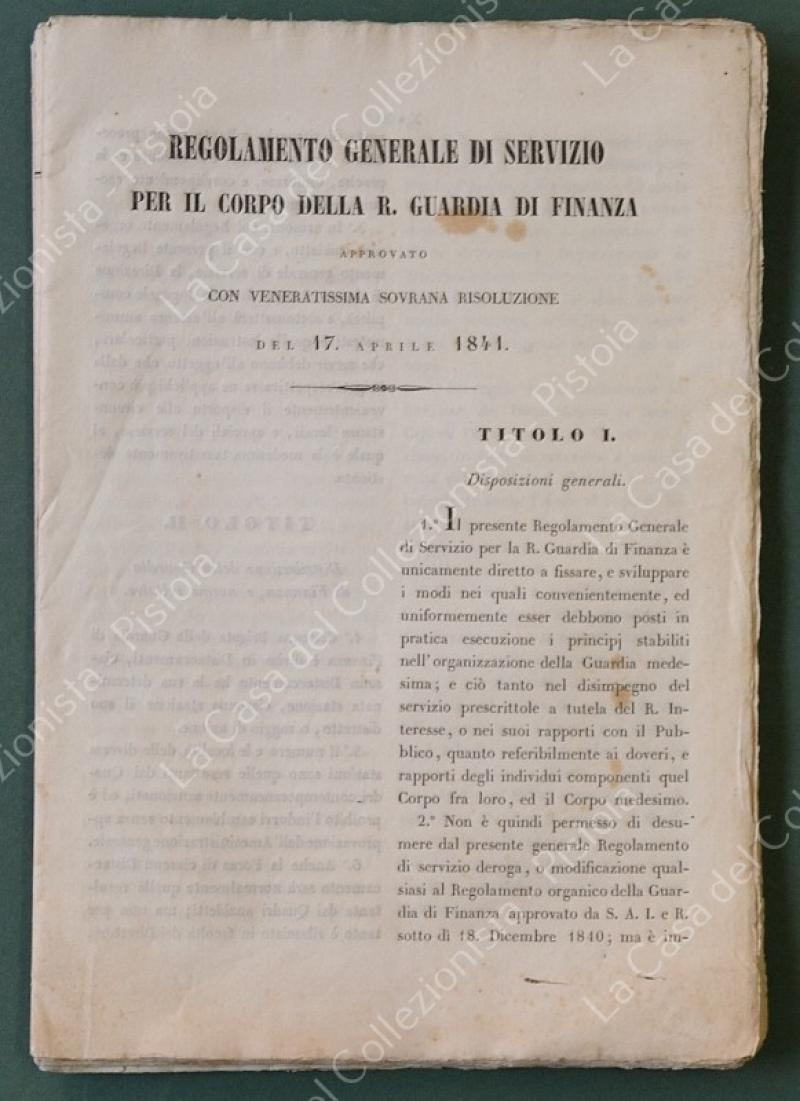 REGOLAMENTO GENERALE DI SERVIZIO
PER IL CORPO DELLA R. GUARDIA DI FINANZA
APPROVATO
CON VENERATISSIMA SOVRANA RISOLUZIONE
DEL 17. APRILE 1841.
TITOLO I.
Disposizioni generali.
1.° Il presente Regolamento Generale
di Servizio per la R. Guardia di Finanza è
unicamente diretto a fissare, e sviluppare
i modi nei quali convenientemente, ed
uniformemente esser debbono posti in
pratica esecuzione i principj stabiliti
nell'organizzazione della Guardia mede-
sima; e ciò tanto nel disimpegno del
servizio prescrittole a tutela del R. In-
teresse, o nei suoi rapporti con il Pub-
blico, quanto referibilmente ai doveri, e
rapporti degli individui componenti quel
Corpo fra loro, ed il Corpo medesimo.
2.° Non è quindi permesso di desu-
mere dal presente generale Regolamento
di servizio deroga, o modificazione qual-
siasi al Regolamento organico della Guar-
dia di Finanza approvato da S. A. I. e R.
sotto dì 18. Dicembre 1840; ma è im-
La Casa del Collezionista - Pistoia